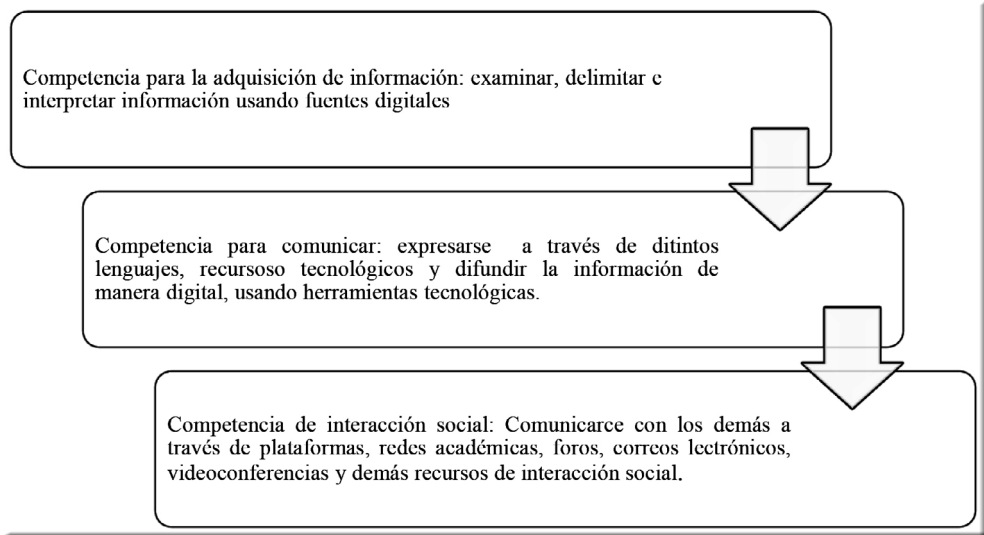 Competencia para la adquisición de información: examinar, delimitar e
interpretar información usando fuentes digitales
Competencia para comunicar: expresarse a través de ditintos
lenguajes, recursoso tecnológicos y difundir la información de
manera digital, usando herramientas tecnológicas.
Competencia de interacción social: Comunicarce con los demás a
través de plataformas, redes académicas, foros, correos lectrónicos,
videoconferencias y demás recursos de interacción social.